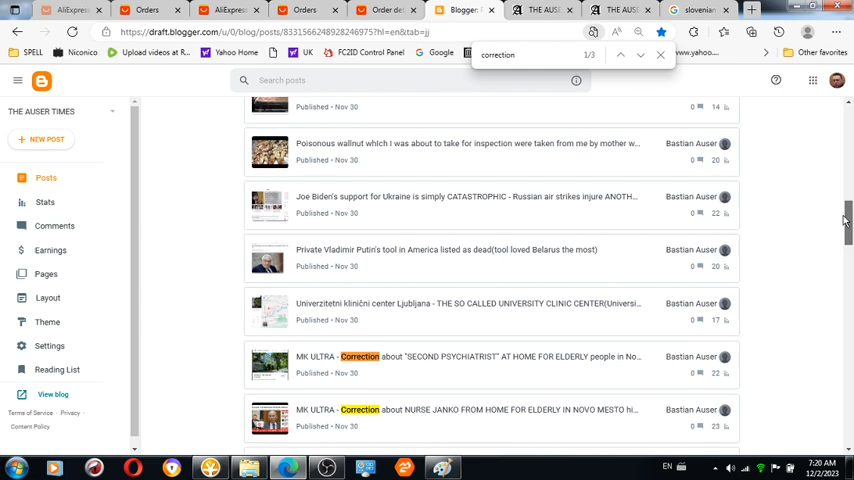 AliExpres
Orders
AliExpres
Orders
Order det
Blogger: P
THE AUSE
THE AUSE
slovenian
https://draft.blogger.com/u/0/blog/posts/8331566248928246975?hl=en&tab=jj
SPELL
Niconico
Upload videos at R...
Yahoo Home
UK
FC2ID Control Panel
Google
ww.yahoo...
Other favorites
correction
1/3
Search posts
THE AUSER TIMES
NEW POST
Posts
Stats
Comments
Earnings
Pages
Layout
Theme
Settings
Reading List
View blog
Terms of Service · Privacy ·
Content Policy
Published • Nov 30
0 14
Poisonous wallnut whIch I was about to take for inspection were taken from me by mother w...
Bastian Auser
Published • Nov 30
0 20
Joe Biden's support for Ukraine is simply CATASTROPHIC - Russian air strikes injure ANOTH...
Bastian Auser
Published • Nov 30
0 22
Private Vladimir Putin's tool in America listed as dead(tool loved Belarus the most)
Bastian Auser
Published • Nov 30
0 20
Univerzitetni klinični center Ljubljana - THE SO CALLED UNIVERSITY CLINIC CENTER(Universi...
Bastian Auser
Published • Nov 30
0 17
MK ULTRA - Correction about "SECOND PSYCHIATRIST" AT HOME FOR ELDERLY people in No...
Bastian Auser
Published • Nov 30
0 22
MK ULTRA - Correction about NURSE JANKO FROM HOME FOR ELDERLY IN NOVO MESTO hi...
Bastian Auser
Published • Nov 30
0 23
EN
7:20 AM
12/2/2023